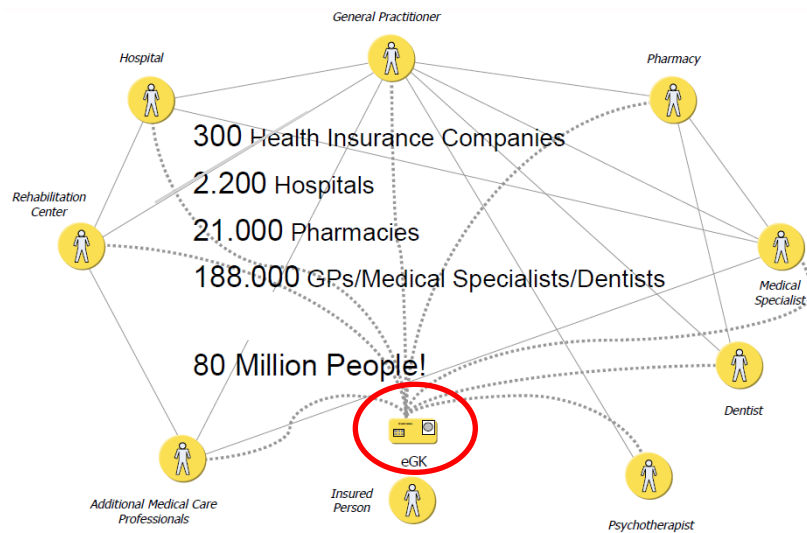 General Practitioner
Hospital
Pharmacy
300 Health Insurance Companies
2.200 Hospitals
Rehabilitation
Center
21.000 Pharmacies
188.000 GPs/Medical Specialists/Dentists
Medical
Specialist
80 Million People!
Dentist
eGK
Insured
Person
Additional Medical Care
Professionals
Psychotherapist